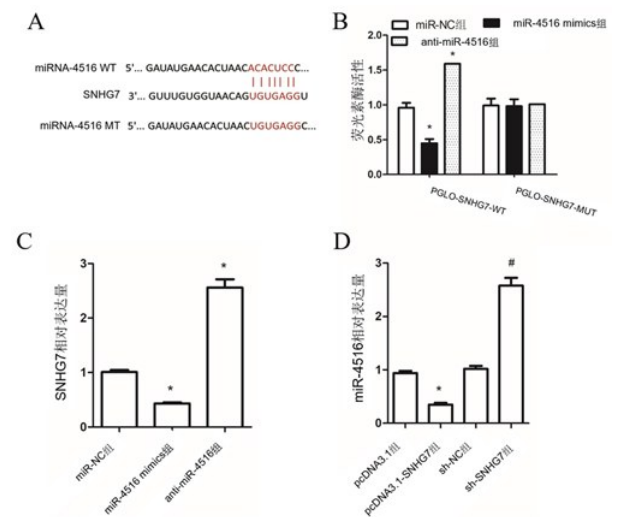 A
miRNA-4516 WT 5'... GAUAUGAACACUAACACACUCCC...
SNHG7 3'... GUUUGUGGUAACAGUGUGAGGU
miRNA-4516 MT 5'... GAUAUGAACACUAACUGUGAGGC...
B
miR-NC组
miR-4516 mimics组
anti-miR-4516组
荧光素酶活性
2.0
1.5
1.0
0.5
0.0
*
*
PGLO-SNHG7-WT
PGLO-SNHG7-MUT
C
SNHG7相对表达量
3
2
1
0
*
*
miR-NC组
miR-4516 mimics组
anti-miR-4516组
D
miR-4516相对表达量
3
2
1
0
*
#
pcDNA3.1组
pcDNA3.1-SNHG7组
sh-NC组
sh-SNHG7组